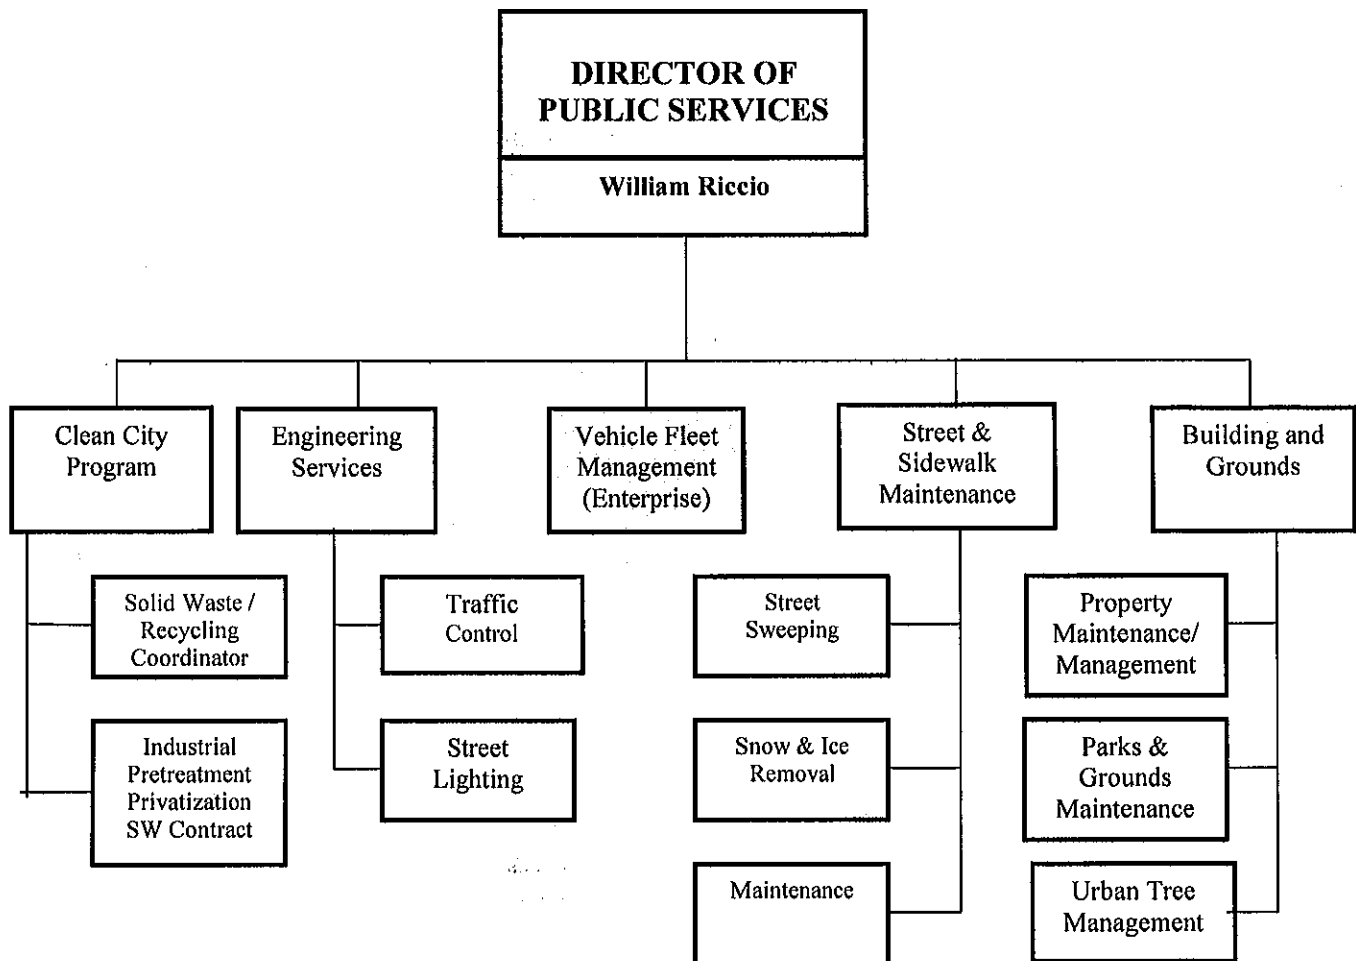 DIRECTOR OF
PUBLIC SERVICES
William Riccio
Clean City
Program
Engineering
Services
Vehicle Fleet
Management
(Enterprise)
Street &
Sidewalk
Maintenance
Building and
Grounds
Solid Waste /
Recycling
Coordinator
Traffic
Control
Street
Sweeping
Property
Maintenance/
Management
Industrial
Pretreatment
Privatization
SW Contract
Street
Lighting
Snow & Ice
Removal
Parks &
Grounds
Maintenance
Maintenance
Urban Tree
Management